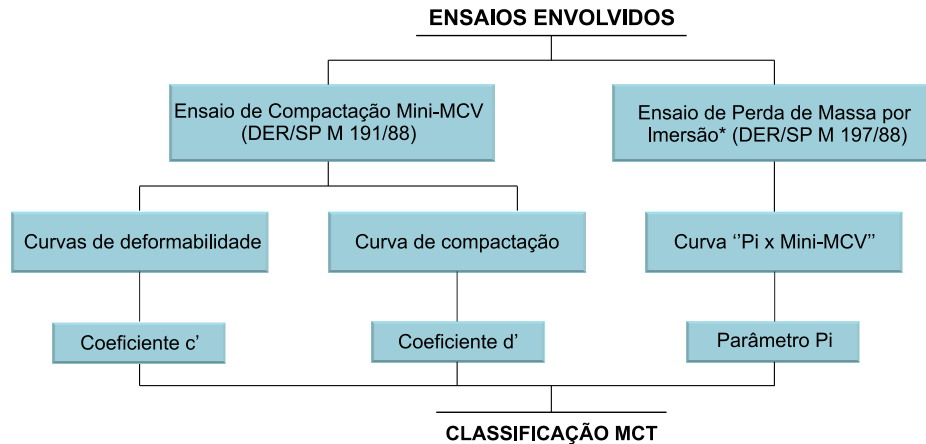 ENSAIOS ENVOLVIDOS
Ensaio de Compactação Mini-MCV
(DER/SP M 191/88)
Ensaio de Perda de Massa por
Imersão* (DER/SP M 197/88)
Curvas de deformabilidade
Curva de compactação
Curva ‘'Pi x Mini-MCV’'
Coeficiente c’
Coeficiente d’
Parâmetro Pi
CLASSIFICAÇÃO MCT